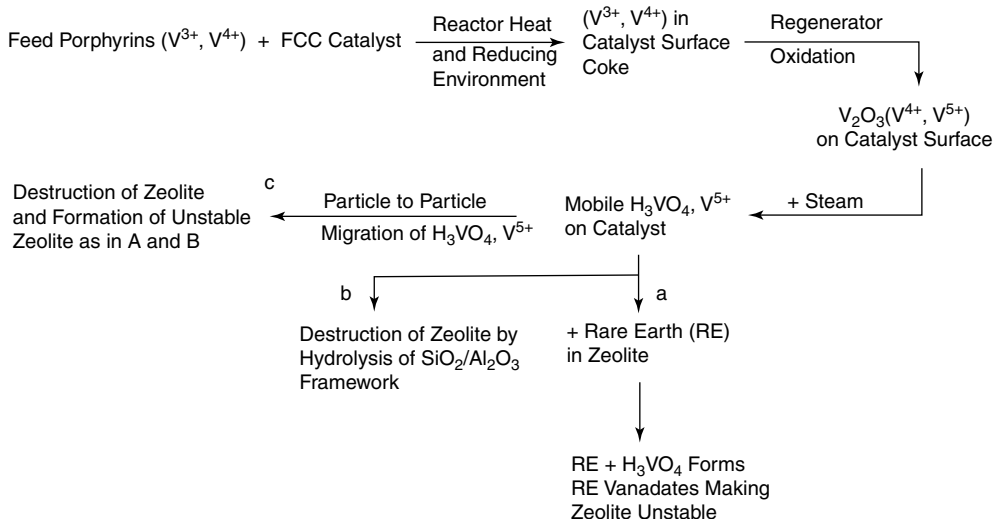 Feed Porphyrins (V³⁺, V⁴⁺) + FCC Catalyst
Reactor Heat
and Reducing
Environment
(V³⁺, V⁴⁺) in
Catalyst Surface
Coke
Regenerator
Oxidation
V₂O₃(V⁴⁺, V⁵⁺)
on Catalyst Surface
+ Steam
Mobile H₃VO₄, V⁵⁺
on Catalyst
Particle to Particle
Migration of H₃VO₄, V⁵⁺
c
Destruction of Zeolite
and Formation of Unstable
Zeolite as in A and B
b
Destruction of Zeolite by
Hydrolysis of SiO₂/Al₂O₃
Framework
a
+ Rare Earth (RE)
in Zeolite
RE + H₃VO₄ Forms
RE Vanadates Making
Zeolite Unstable